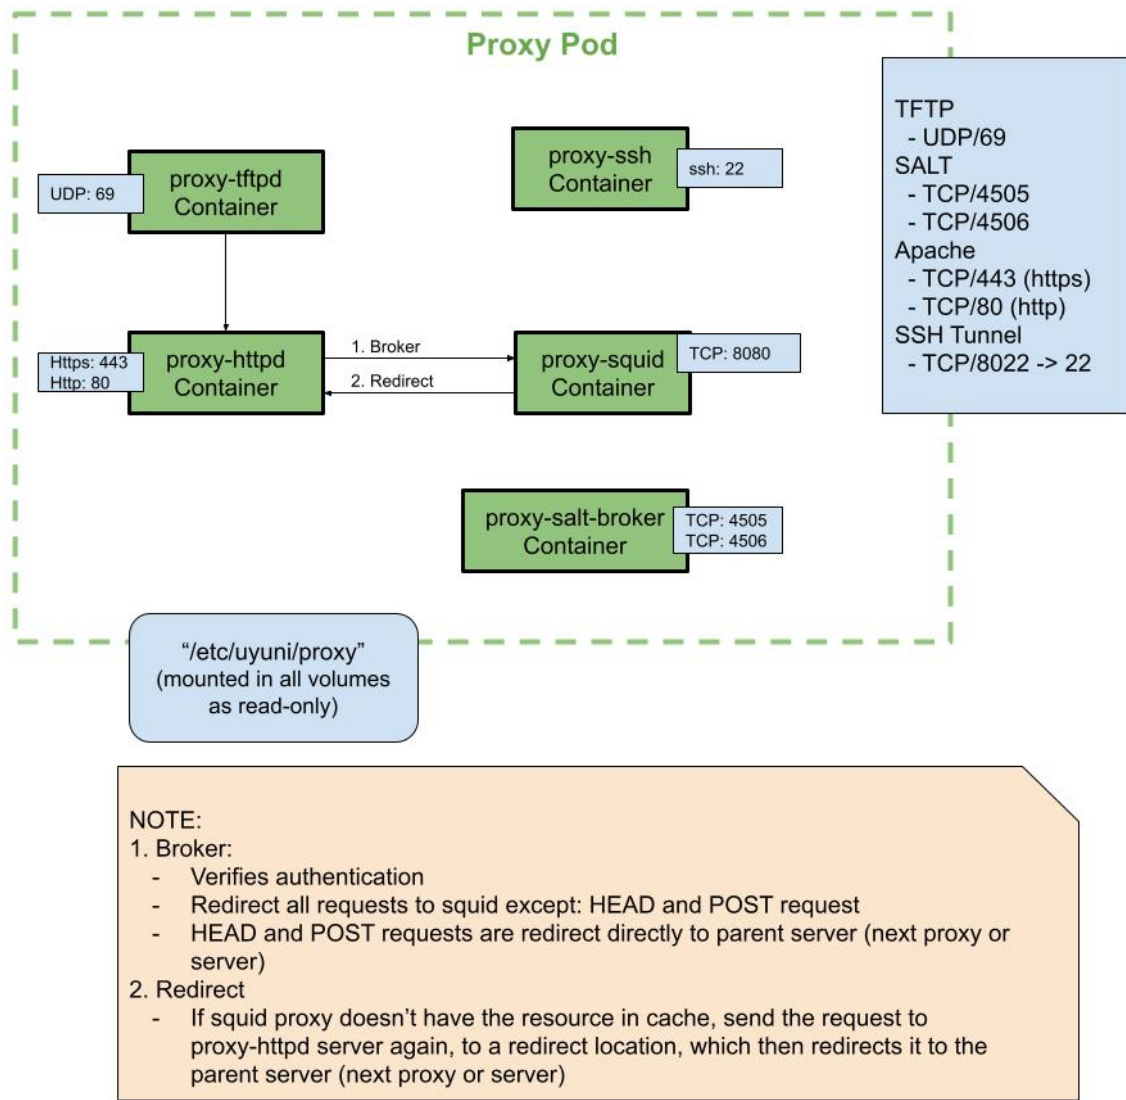 Proxy Pod
TFTP
- UDP/69
SALT
- TCP/4505
- TCP/4506
Apache
- TCP/443 (https)
- TCP/80 (http)
SSH Tunnel
- TCP/8022 -> 22
proxy-tftpd
Container
UDP: 69
proxy-ssh
Container
ssh: 22
proxy-httpd
Container
Https: 443
Http: 80
1. Broker
2. Redirect
proxy-squid
Container
TCP: 8080
proxy-salt-broker
Container
TCP: 4505
TCP: 4506
“/etc/uyuni/proxy”
(mounted in all volumes
as read-only)
NOTE:
1. Broker:
- Verifies authentication
- Redirect all requests to squid except: HEAD and POST request
- HEAD and POST requests are redirect directly to parent server (next proxy or
server)
2. Redirect
- If squid proxy doesn’t have the resource in cache, send the request to
proxy-httpd server again, to a redirect location, which then redirects it to the
parent server (next proxy or server)